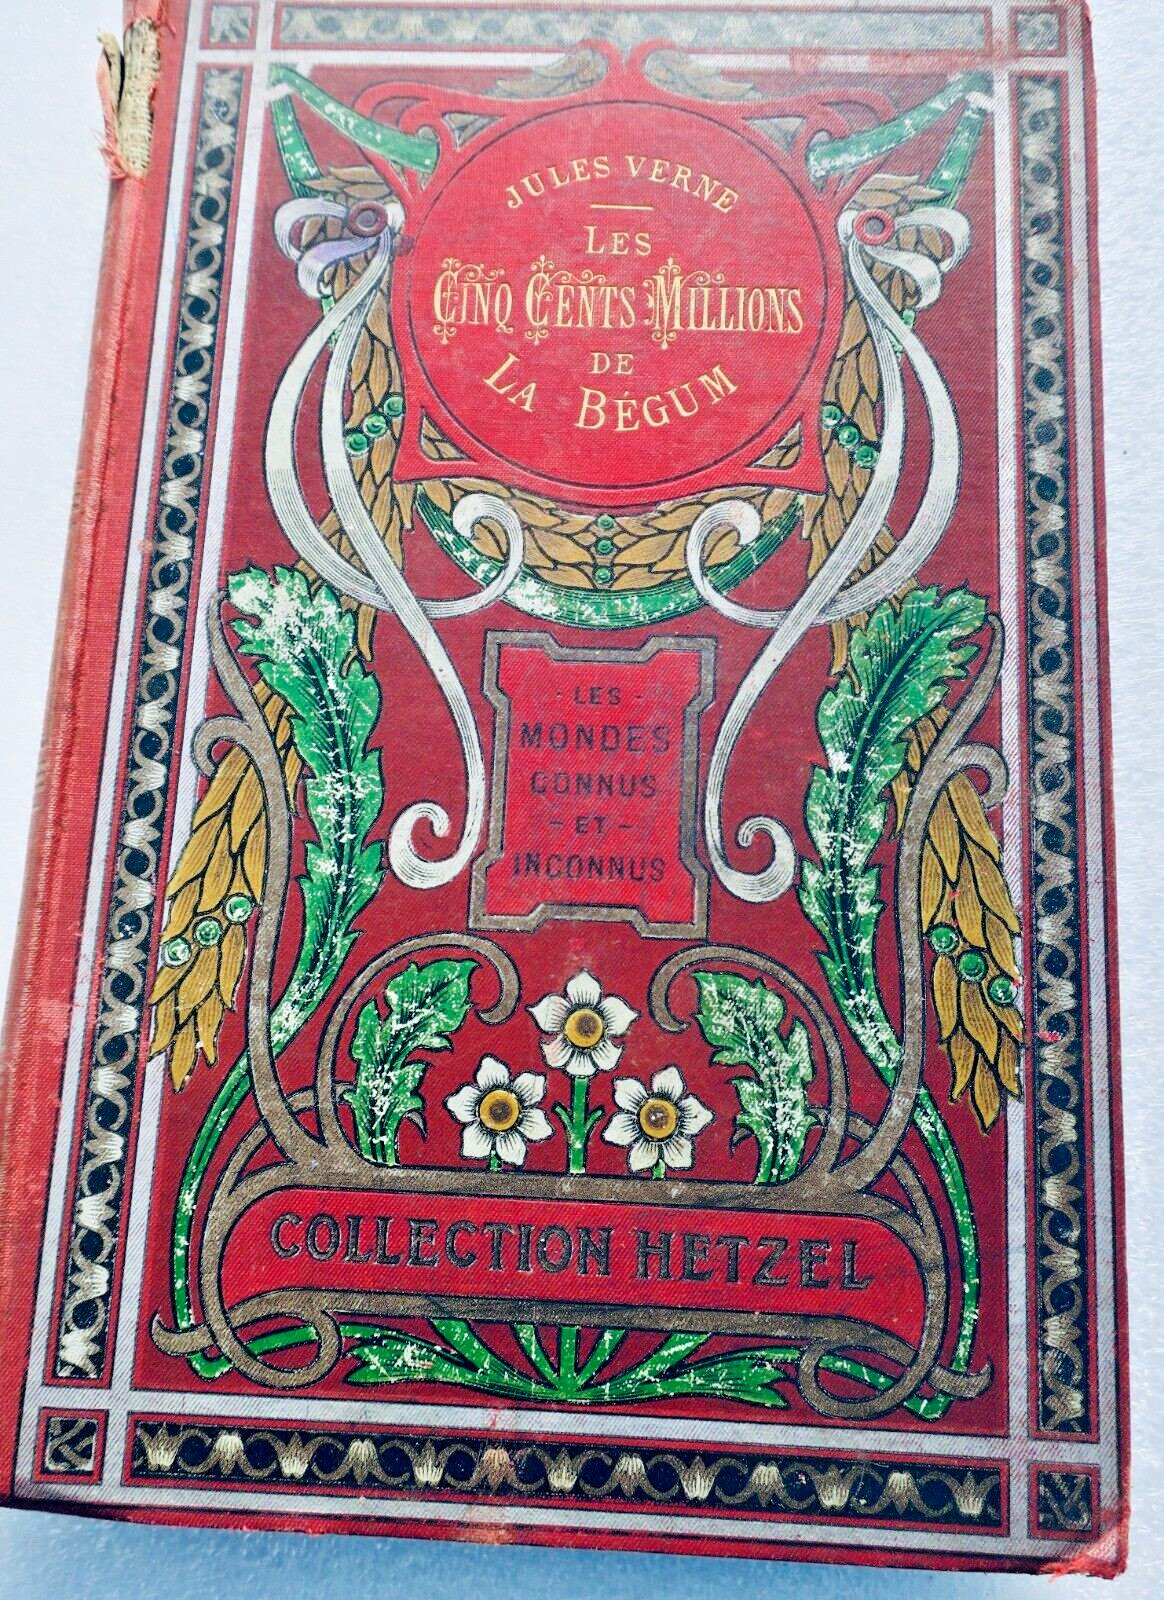 JULES VERNE
LES
CINQ CENTS MILLIONS
DE
LA BÉGUM
· LES ·
MONDES
CONNUS
- ET -
INCONNUS
COLLECTION HETZEL